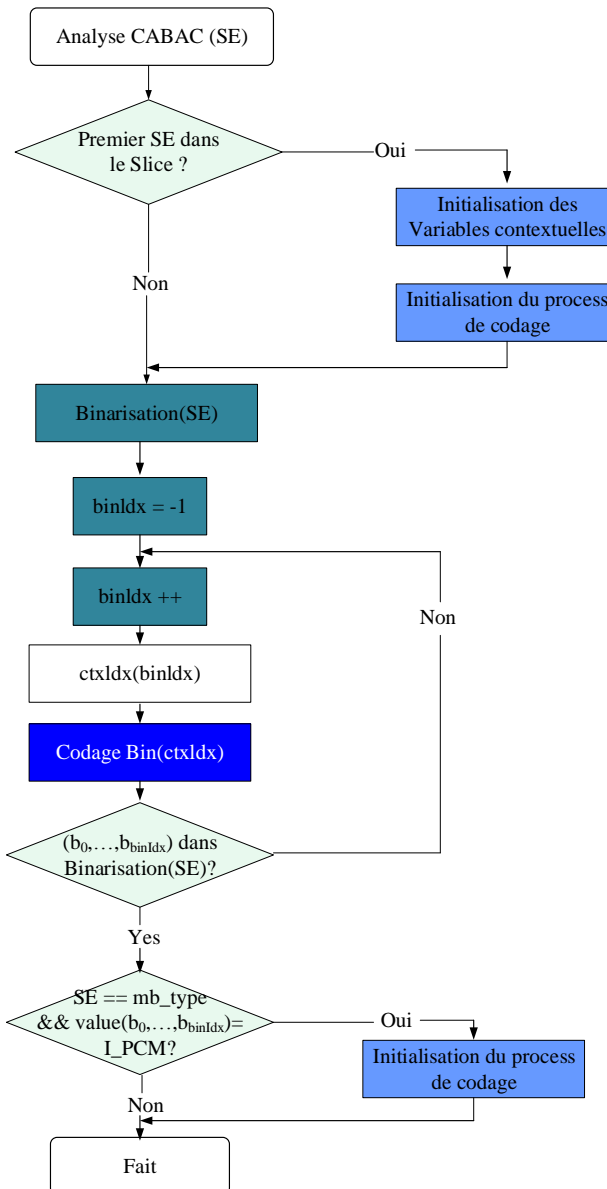 Analyse CABAC (SE)
Premier SE dans
le Slice ?
Oui
Initialisation des
Variables contextuelles
Non
Initialisation du process
de codage
Binarisation(SE)
binIdx = -1
binIdx ++
Non
ctxIdx(binIdx)
Codage Bin(ctxIdx)
(b0,…,bbinIdx) dans
Binarisation(SE)?
Yes
SE == mb_type
&& value(b0,…,bbinIdx)=
I_PCM?
Oui
Initialisation du process
de codage
Non
Fait